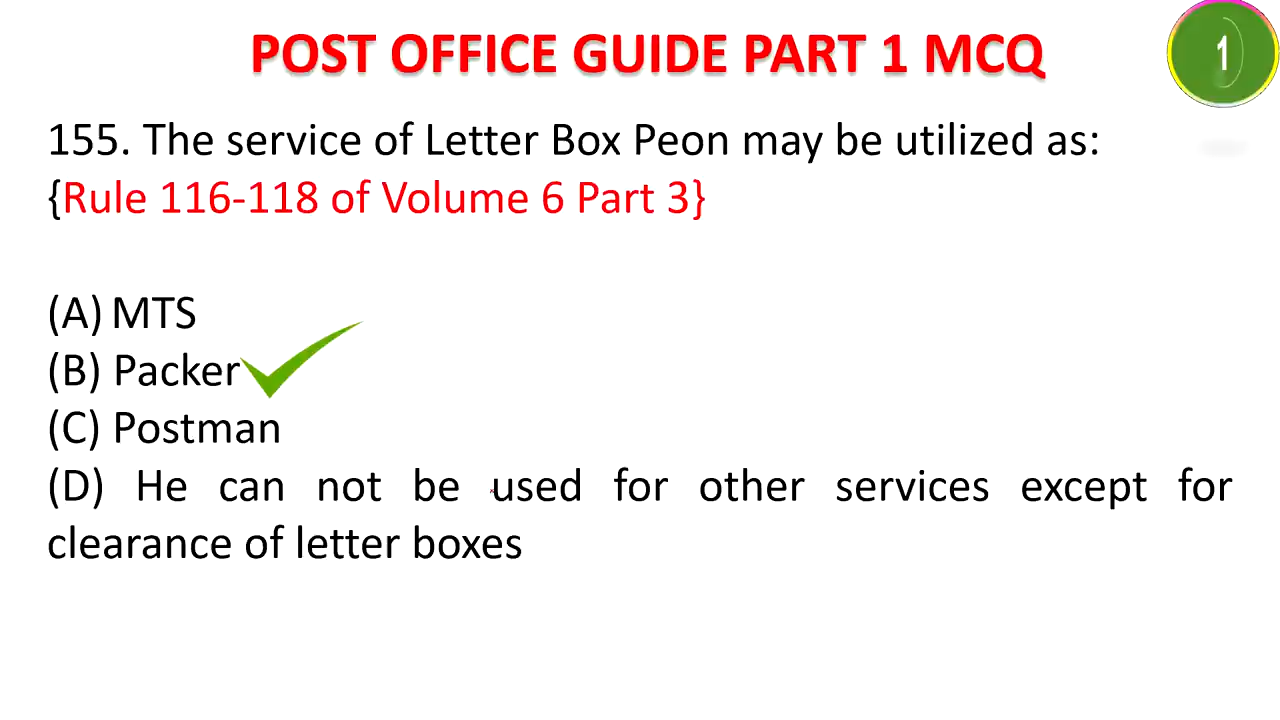 POST OFFICE GUIDE PART 1 MCQ
1
155. The service of Letter Box Peon may be utilized as:
{Rule 116-118 of Volume 6 Part 3}
(A) MTS
(B) Packer
(C) Postman
(D) He can not be used for other services except for
clearance of letter boxes